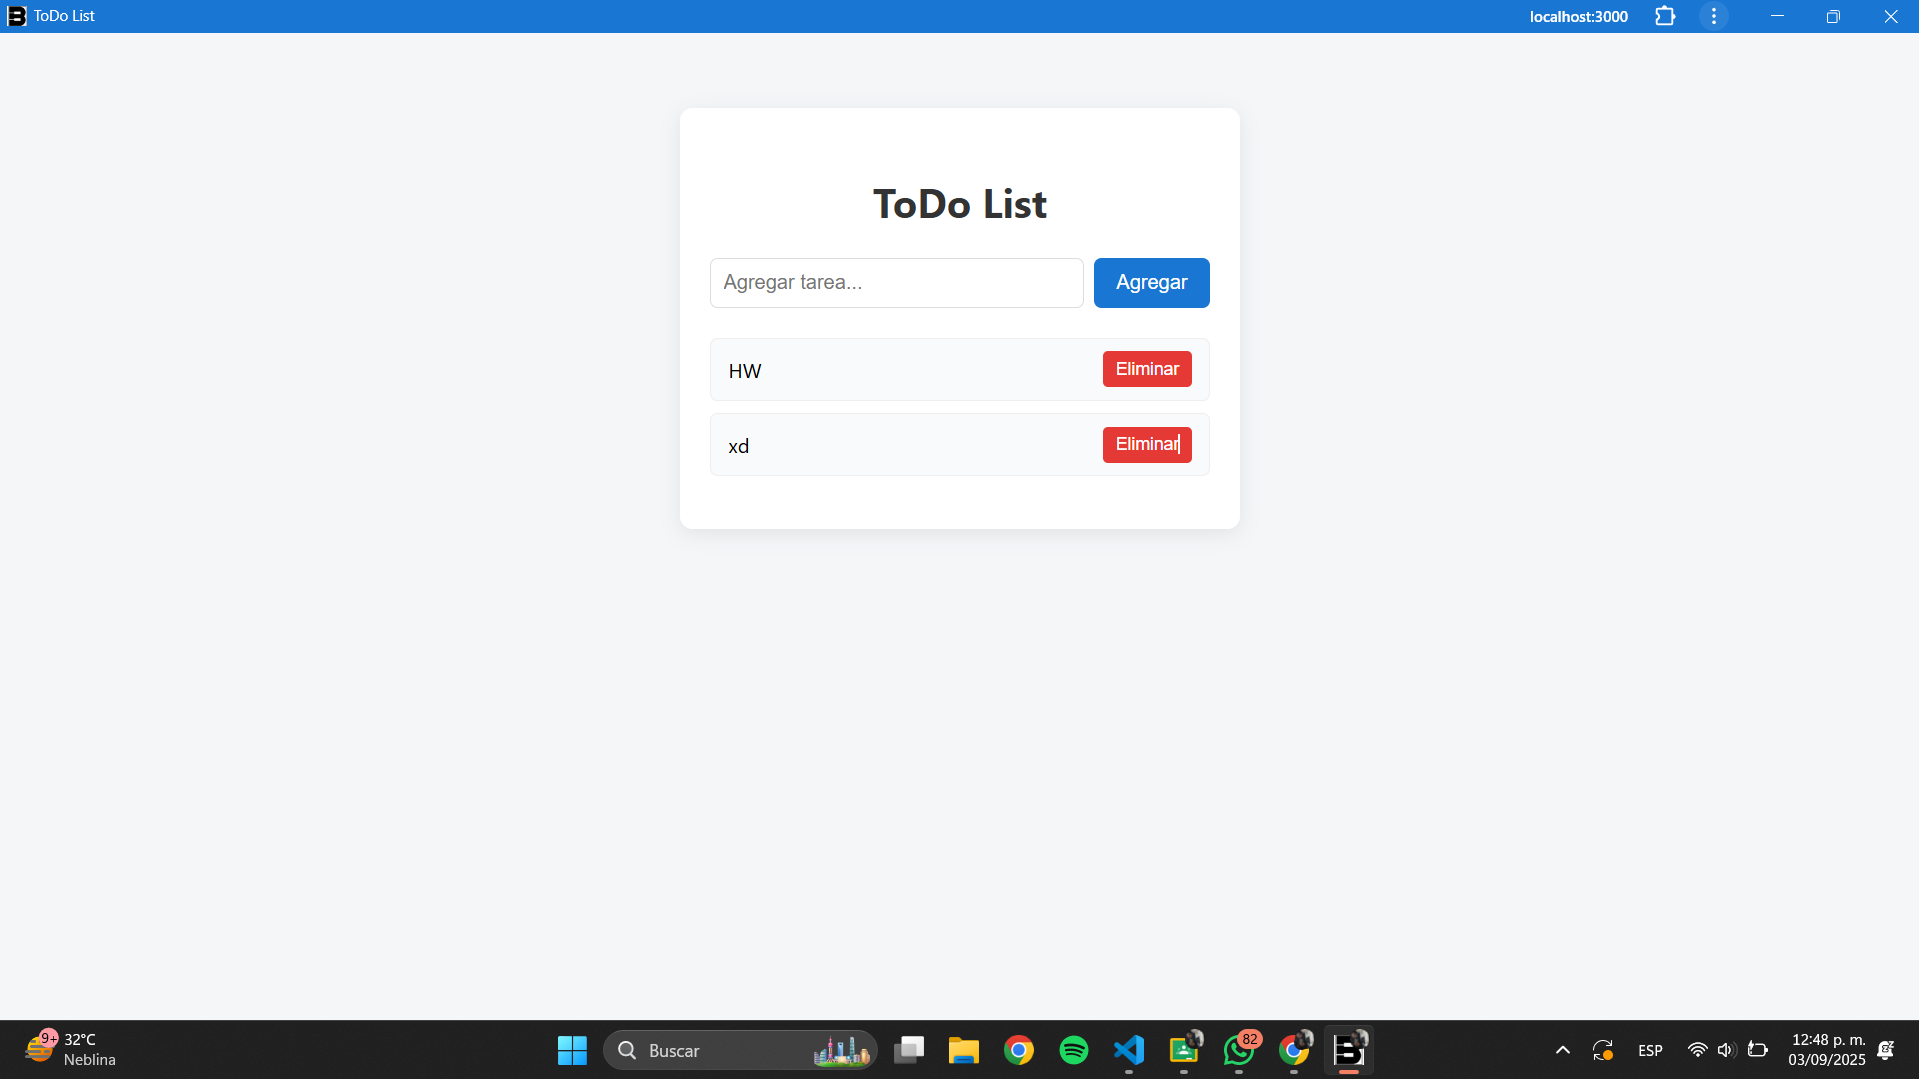 ToDo List
localhost:3000
ToDo List
Agregar tarea...
Agregar
HW
Eliminar
xd
Eliminar
9+
32°C
Neblina
Buscar
82
ESP
12:48 p. m.
03/09/2025